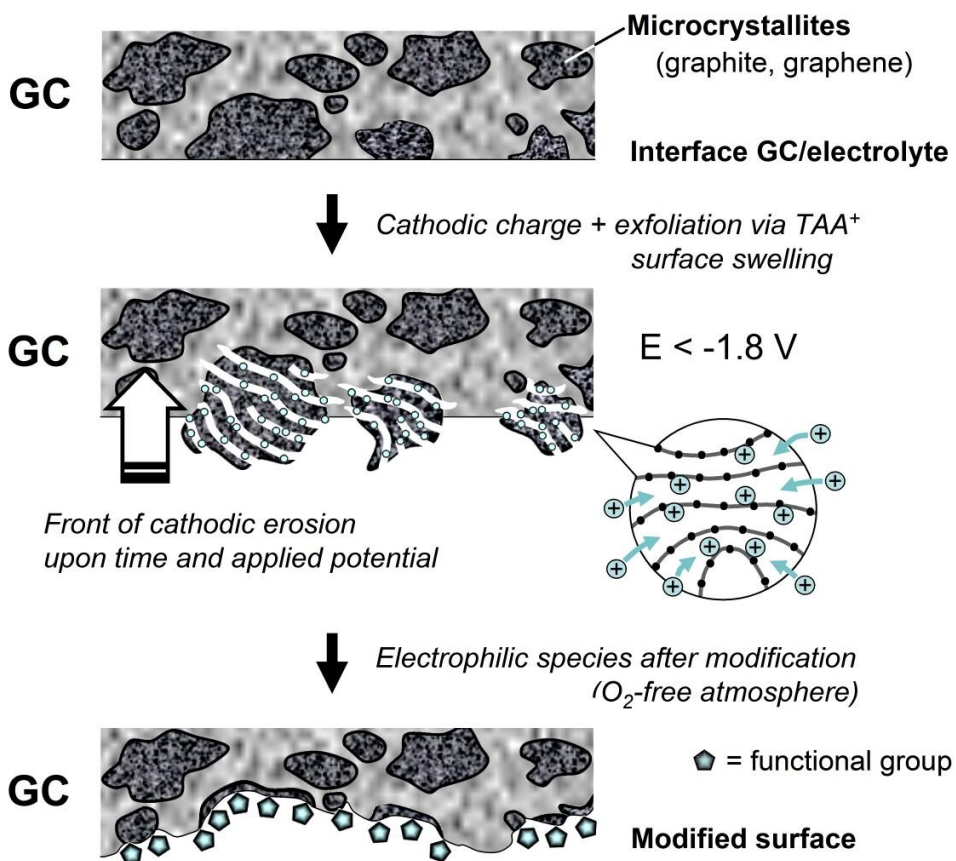 Microcrystallites
(graphite, graphene)
GC
Interface GC/electrolyte
Cathodic charge + exfoliation via TAA⁺
surface swelling
GC
E < -1.8 V
Front of cathodic erosion
upon time and applied potential
+ + + + + + + + + + + + +
Electrophilic species after modification
(O₂-free atmosphere)
GC
= functional group
Modified surface